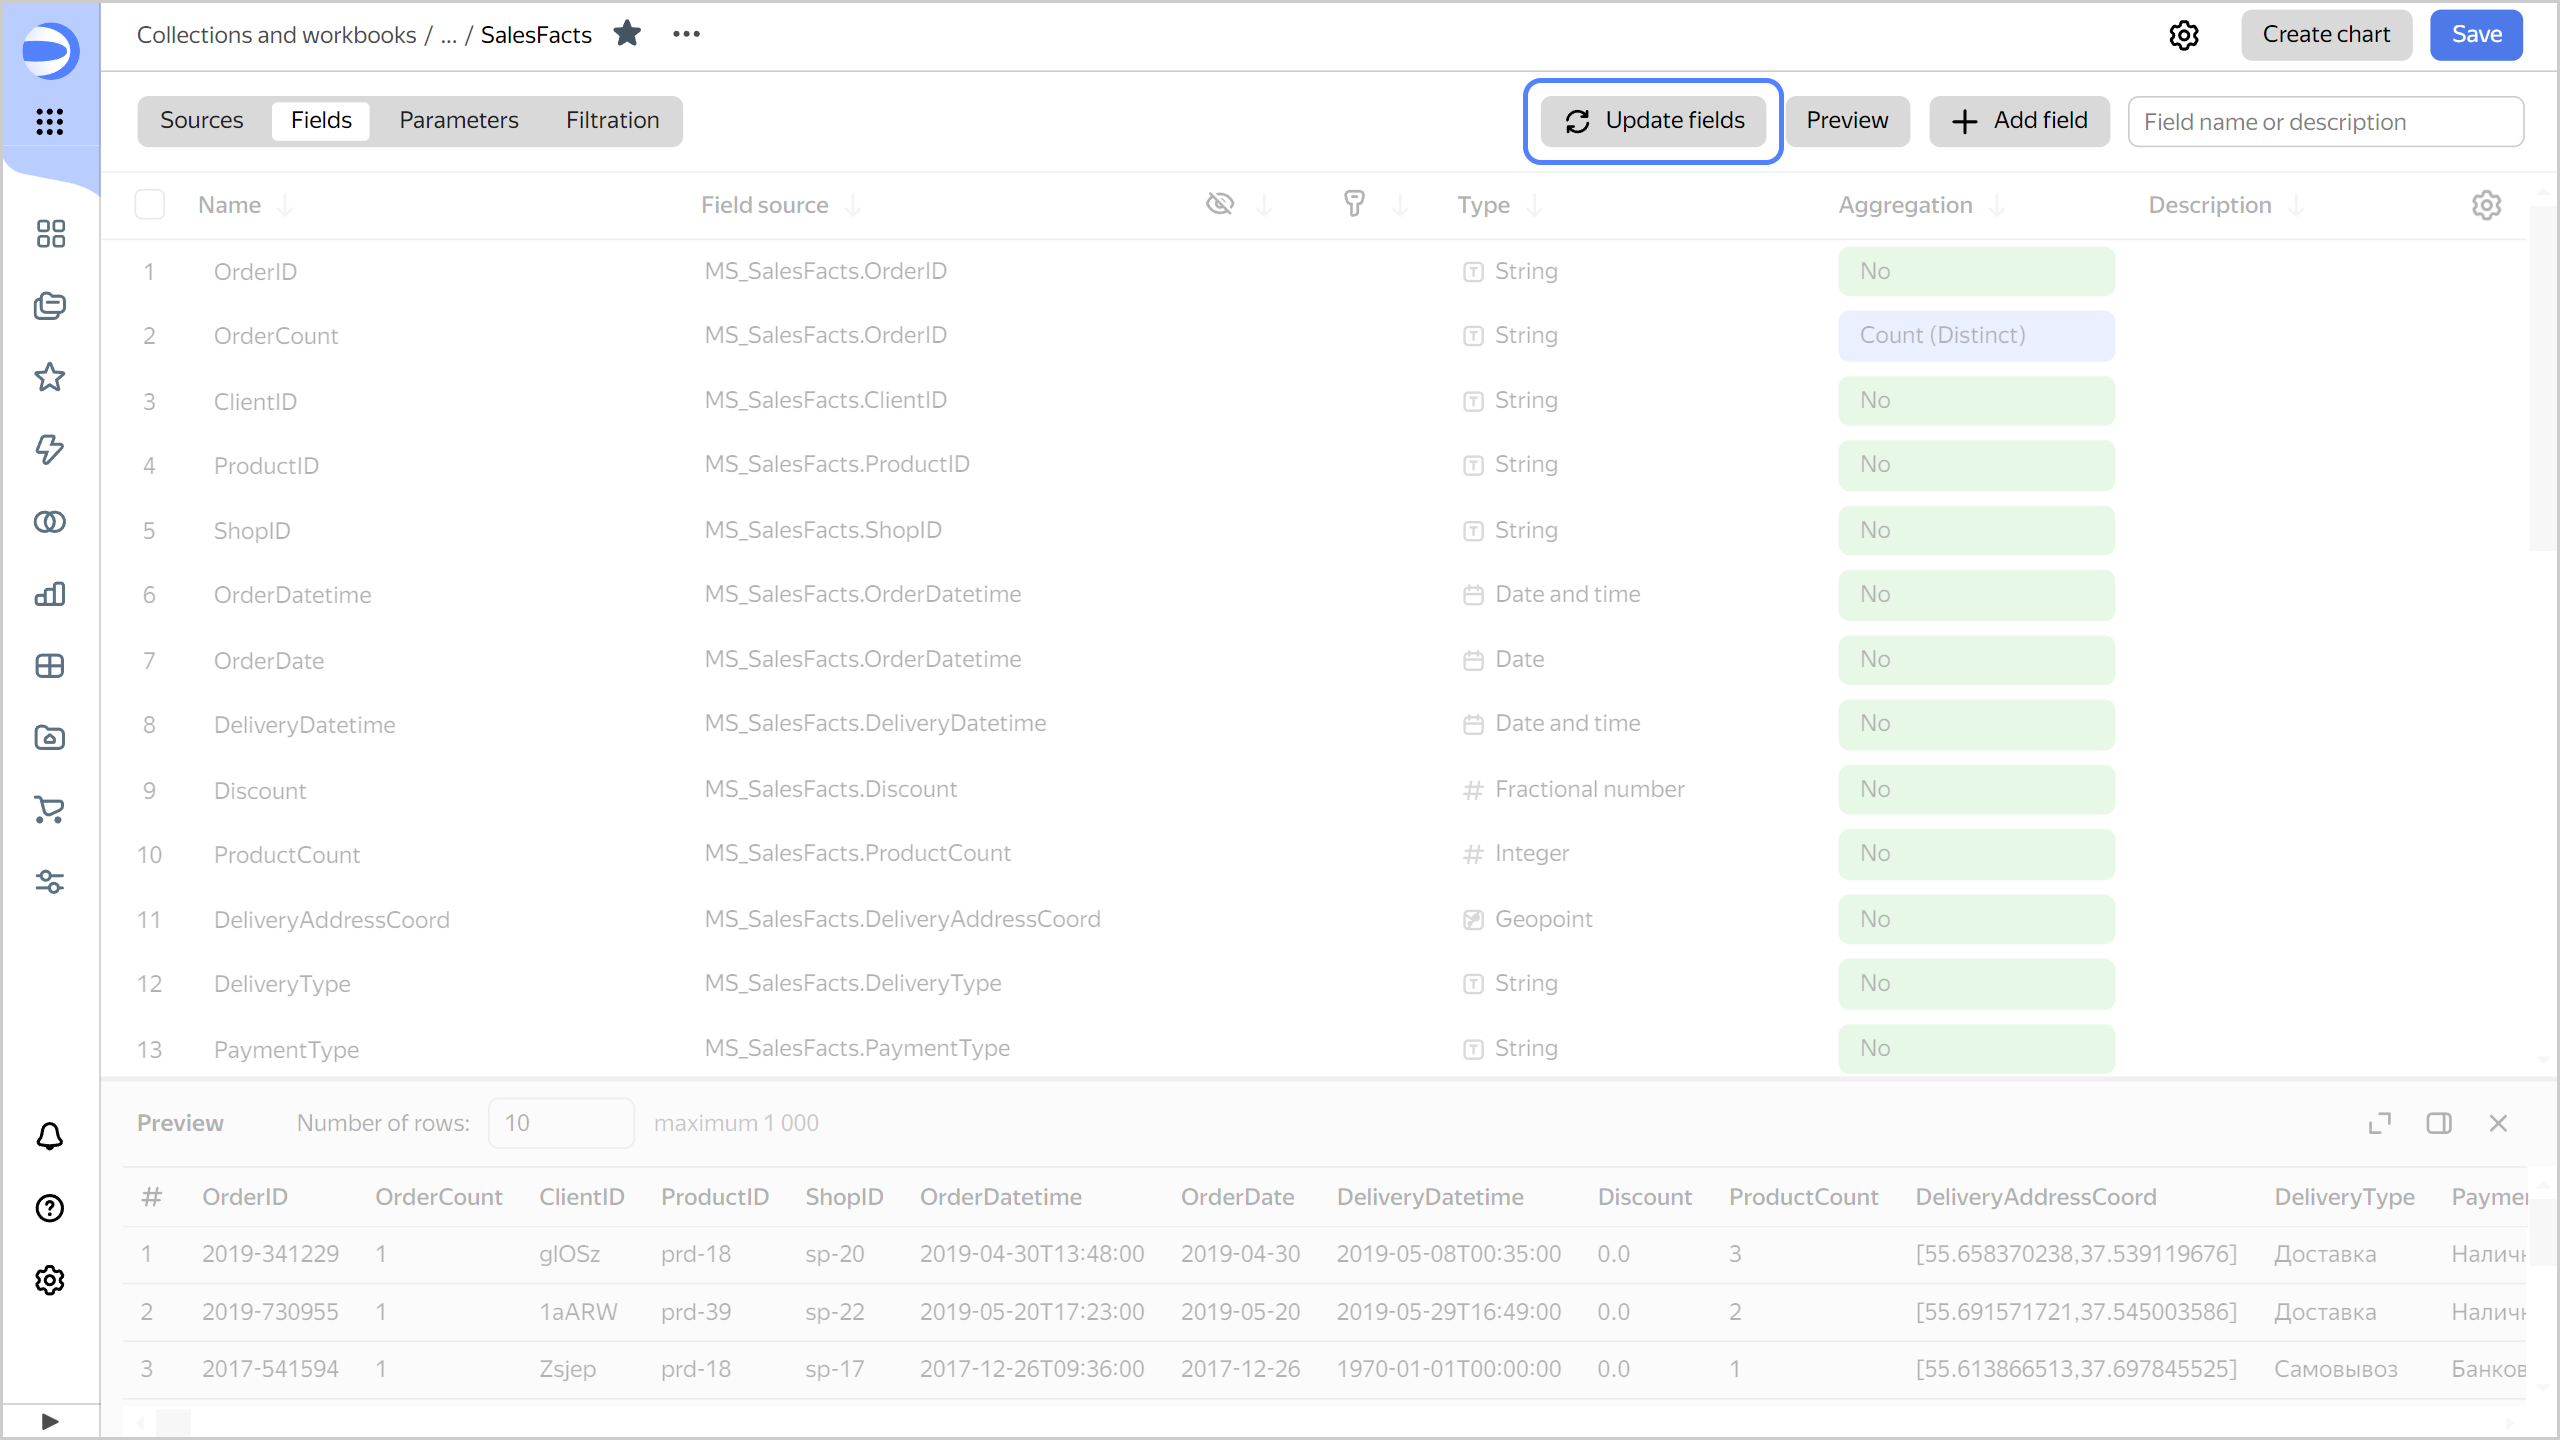 Collections and workbooks / ... / SalesFacts
Create chart
Save
Sources
Fields
Parameters
Filtration
Update fields
Preview
Add field
Field name or description
Name
Field source
Type
Aggregation
Description
1 OrderID MS_SalesFacts.OrderID String No
2 OrderCount MS_SalesFacts.OrderID String Count (Distinct)
3 ClientID MS_SalesFacts.ClientID String No
4 ProductID MS_SalesFacts.ProductID String No
5 ShopID MS_SalesFacts.ShopID String No
6 OrderDatetime MS_SalesFacts.OrderDatetime Date and time No
7 OrderDate MS_SalesFacts.OrderDatetime Date No
8 DeliveryDatetime MS_SalesFacts.DeliveryDatetime Date and time No
9 Discount MS_SalesFacts.Discount Fractional number No
10 ProductCount MS_SalesFacts.ProductCount Integer No
11 DeliveryAddressCoord MS_SalesFacts.DeliveryAddressCoord Geopoint No
12 DeliveryType MS_SalesFacts.DeliveryType String No
13 PaymentType MS_SalesFacts.PaymentType String No
Preview Number of rows: 10 maximum 1 000
# OrderID OrderCount ClientID ProductID ShopID OrderDatetime OrderDate DeliveryDatetime Discount ProductCount DeliveryAddressCoord DeliveryType Paymer
1 2019-341229 1 glOSz prd-18 sp-20 2019-04-30T13:48:00 2019-04-30 2019-05-08T00:35:00 0.0 3 [55.658370238,37.539119676] Доставка Налич
2 2019-730955 1 1aARW prd-39 sp-22 2019-05-20T17:23:00 2019-05-20 2019-05-29T16:49:00 0.0 2 [55.691571721,37.545003586] Доставка Налич
3 2017-541594 1 Zsjep prd-18 sp-17 2017-12-26T09:36:00 2017-12-26 1970-01-01T00:00:00 0.0 1 [55.613866513,37.697845525] Самовывоз Банков